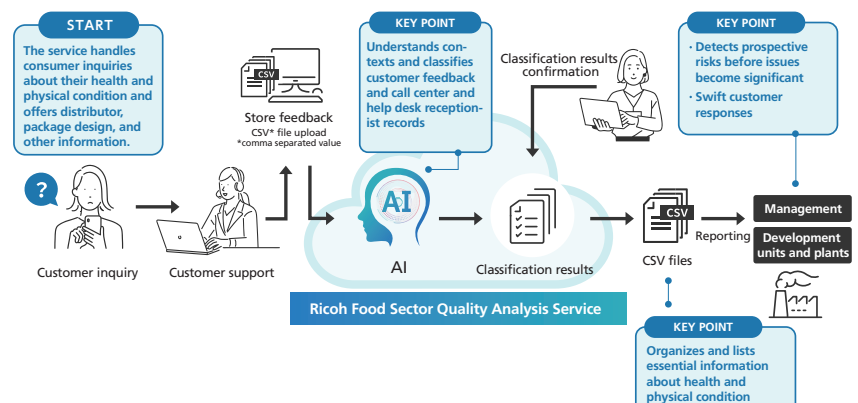 START
The service handles
consumer inquiries
about their health and
physical condition and
offers distributor,
package design, and
other information.
?
Customer inquiry
Customer support
CSV
Store feedback
CSV* file upload
*comma separated value
KEY POINT
Understands con-
texts and classifies
customer feedback
and call center and
help desk reception-
ist records
AI
AI
Classification results
confirmation
Classification results
Ricoh Food Sector Quality Analysis Service
CSV
CSV files
Reporting
KEY POINT
· Detects prospective
risks before issues
become significant
· Swift customer
responses
Management
Development
units and plants
KEY POINT
Organizes and lists
essential information
about health and
physical condition